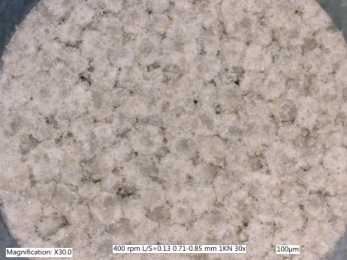 400 rpm L/S=0.13 0.71-0.85 mm 1KN 30x
Magnification: X30.0
100μm